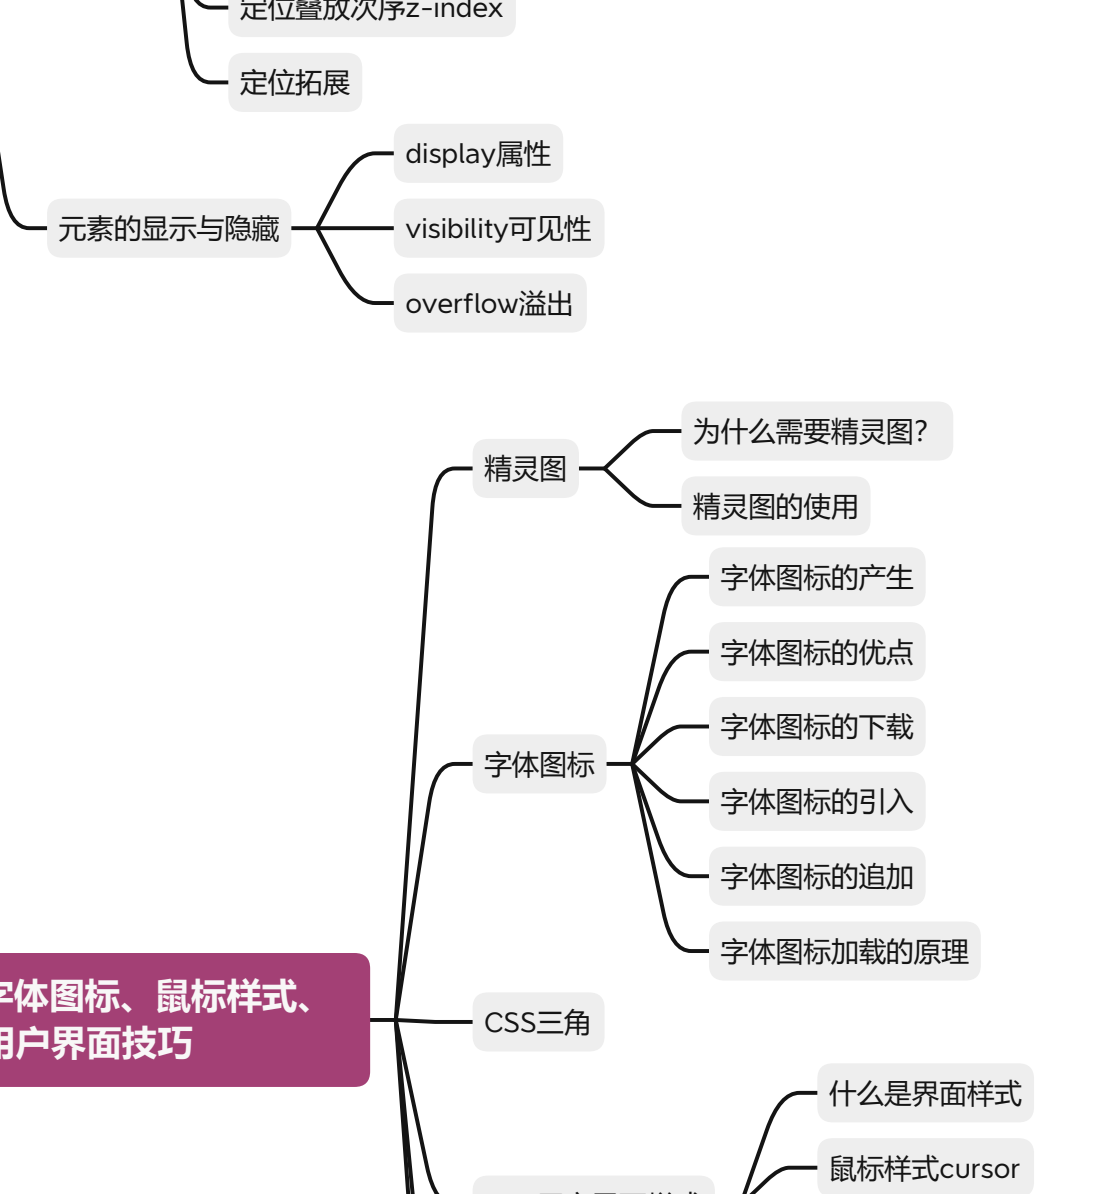 定位叠放次序z-index
定位拓展
元素的显示与隐藏
display属性
visibility可见性
overflow溢出
精灵图
为什么需要精灵图？
精灵图的使用
字体图标
字体图标的产生
字体图标的优点
字体图标的下载
字体图标的引入
字体图标的追加
字体图标加载的原理
字体图标、鼠标样式、
用户界面技巧
CSS三角
什么是界面样式
鼠标样式cursor